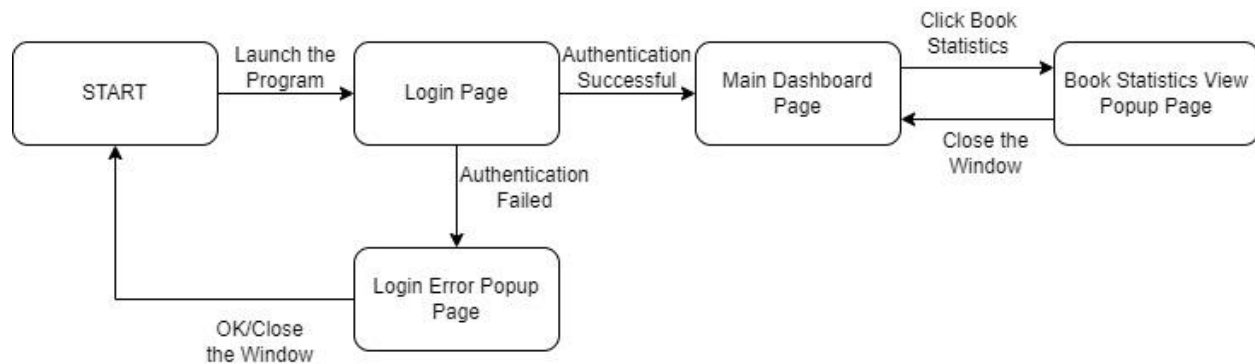 START
Launch the
Program
Login Page
Authentication
Successful
Main Dashboard
Page
Click Book
Statistics
Book Statistics View
Popup Page
Close the
Window
Authentication
Failed
Login Error Popup
Page
OK/Close
the Window